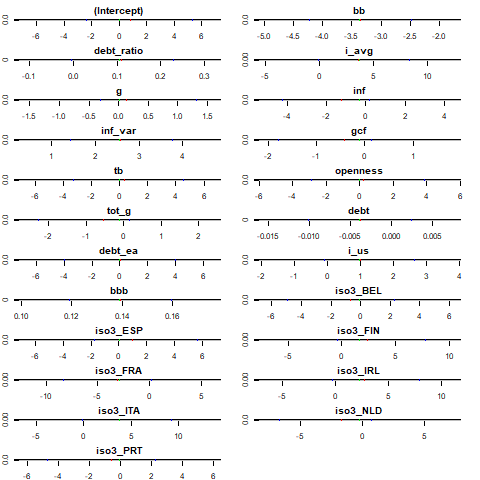 (Intercept)
0.0
-6 -4 -2 0 2 4 6
bb
0.0
-5.0 -4.5 -4.0 -3.5 -3.0 -2.5 -2.0
debt_ratio
0
-0.1 0.0 0.1 0.2 0.3
i_avg
0.00
-5 0 5 10
g
0.0
-1.5 -1.0 -0.5 0.0 0.5 1.0 1.5
inf
0.0
-4 -2 0 2 4
inf_var
0.0
1 2 3 4
gcf
0.0
-2 -1 0 1
tb
0.0
-6 -4 -2 0 2 4 6
openness
0.0
-6 -4 -2 0 2 4 6
tot_g
0.0
-2 -1 0 1 2
debt
0
-0.015 -0.010 -0.005 0.000 0.005
debt_ea
0.0
-6 -4 -2 0 2 4 6
i_us
0.0
-2 -1 0 1 2 3 4
bbb
0
0.10 0.12 0.14 0.16
iso3_BEL
0.0
-6 -4 -2 0 2 4 6
iso3_ESP
0.0
-6 -4 -2 0 2 4 6
iso3_FIN
0.00
-5 0 5 10
iso3_FRA
0.00
-10 -5 0 5
iso3_IRL
0.00
-5 0 5 10
iso3_ITA
0.00
-5 0 5 10
iso3_NLD
0.00
-5 0 5
iso3_PRT
0.0
-6 -4 -2 0 2 4 6